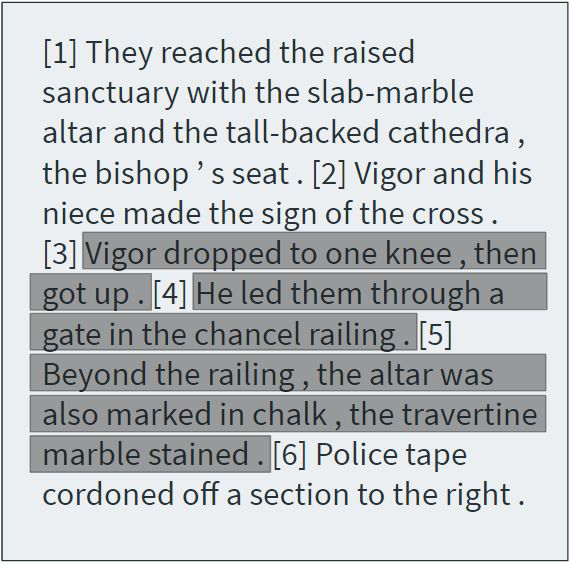 [1] They reached the raised
sanctuary with the slab-marble
altar and the tall-backed cathedra ,
the bishop ’ s seat . [2] Vigor and his
niece made the sign of the cross .
[3] Vigor dropped to one knee , then
got up . [4] He led them through a
gate in the chancel railing . [5]
Beyond the railing , the altar was
also marked in chalk , the travertine
marble stained . [6] Police tape
cordoned off a section to the right .